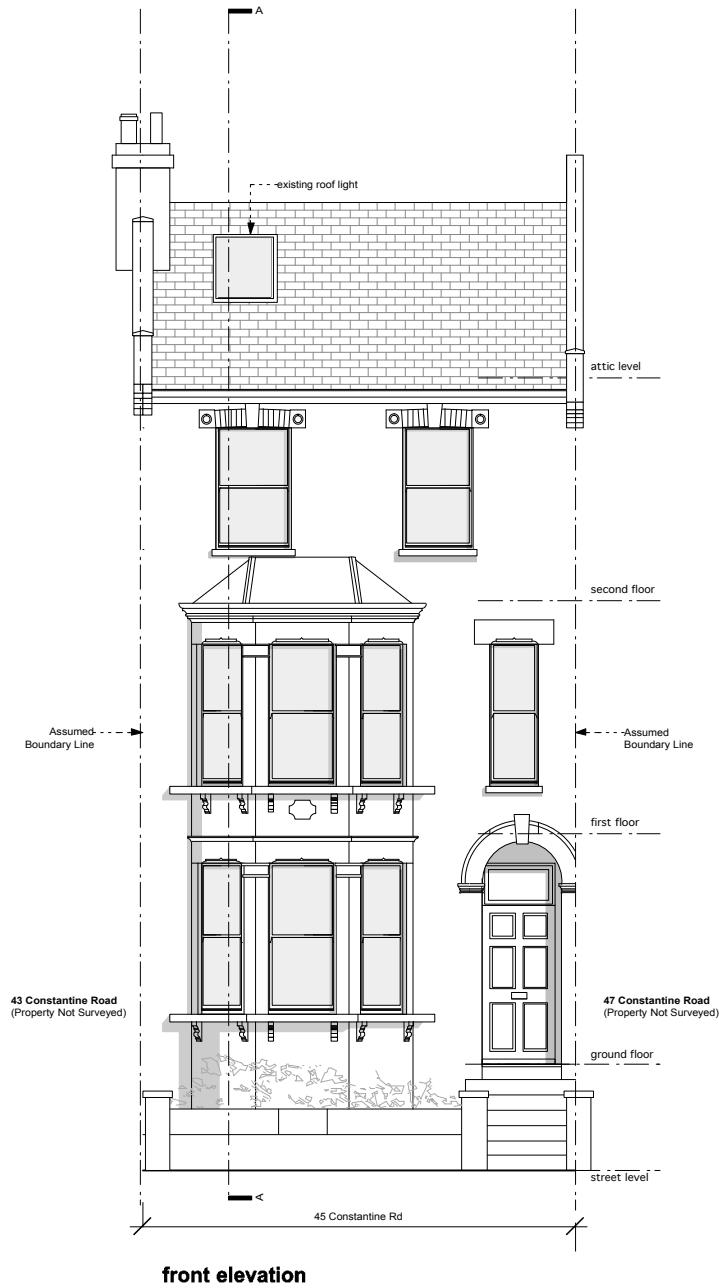 A
existing roof light
attic level
second floor
Assumed
Boundary Line
Assumed
Boundary Line
first floor
43 Constantine Road
(Property Not Surveyed)
47 Constantine Road
(Property Not Surveyed)
ground floor
street level
A
45 Constantine Rd
front elevation